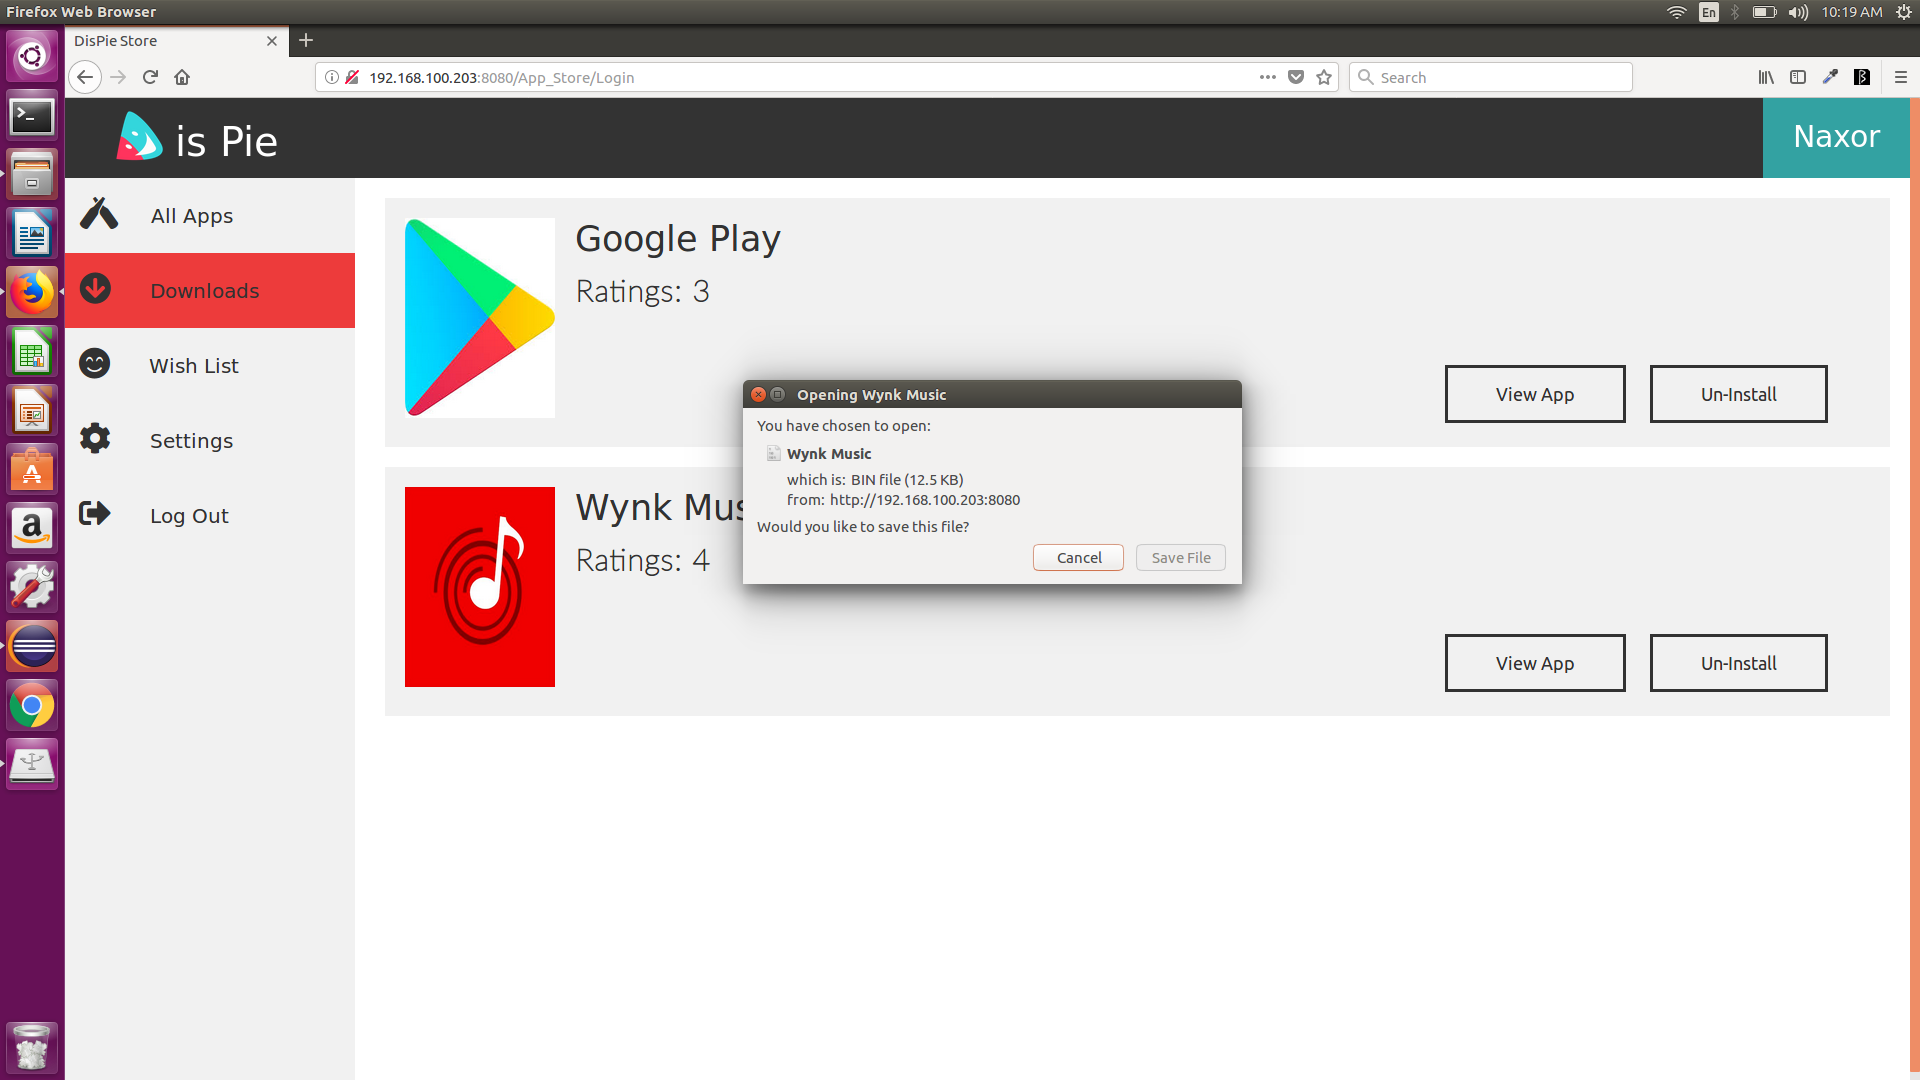 Firefox Web Browser
En
10:19 AM
DisPie Store
192.168.100.203:8080/App_Store/Login
Search
is Pie
Naxor
All Apps
Downloads
Wish List
Settings
Log Out
Google Play
Ratings: 3
View App
Un-Install
Wynk Mus
Ratings: 4
View App
Un-Install
Opening Wynk Music
You have chosen to open:
Wynk Music
which is: BIN file (12.5 KB)
from: http://192.168.100.203:8080
Would you like to save this file?
Cancel
Save File